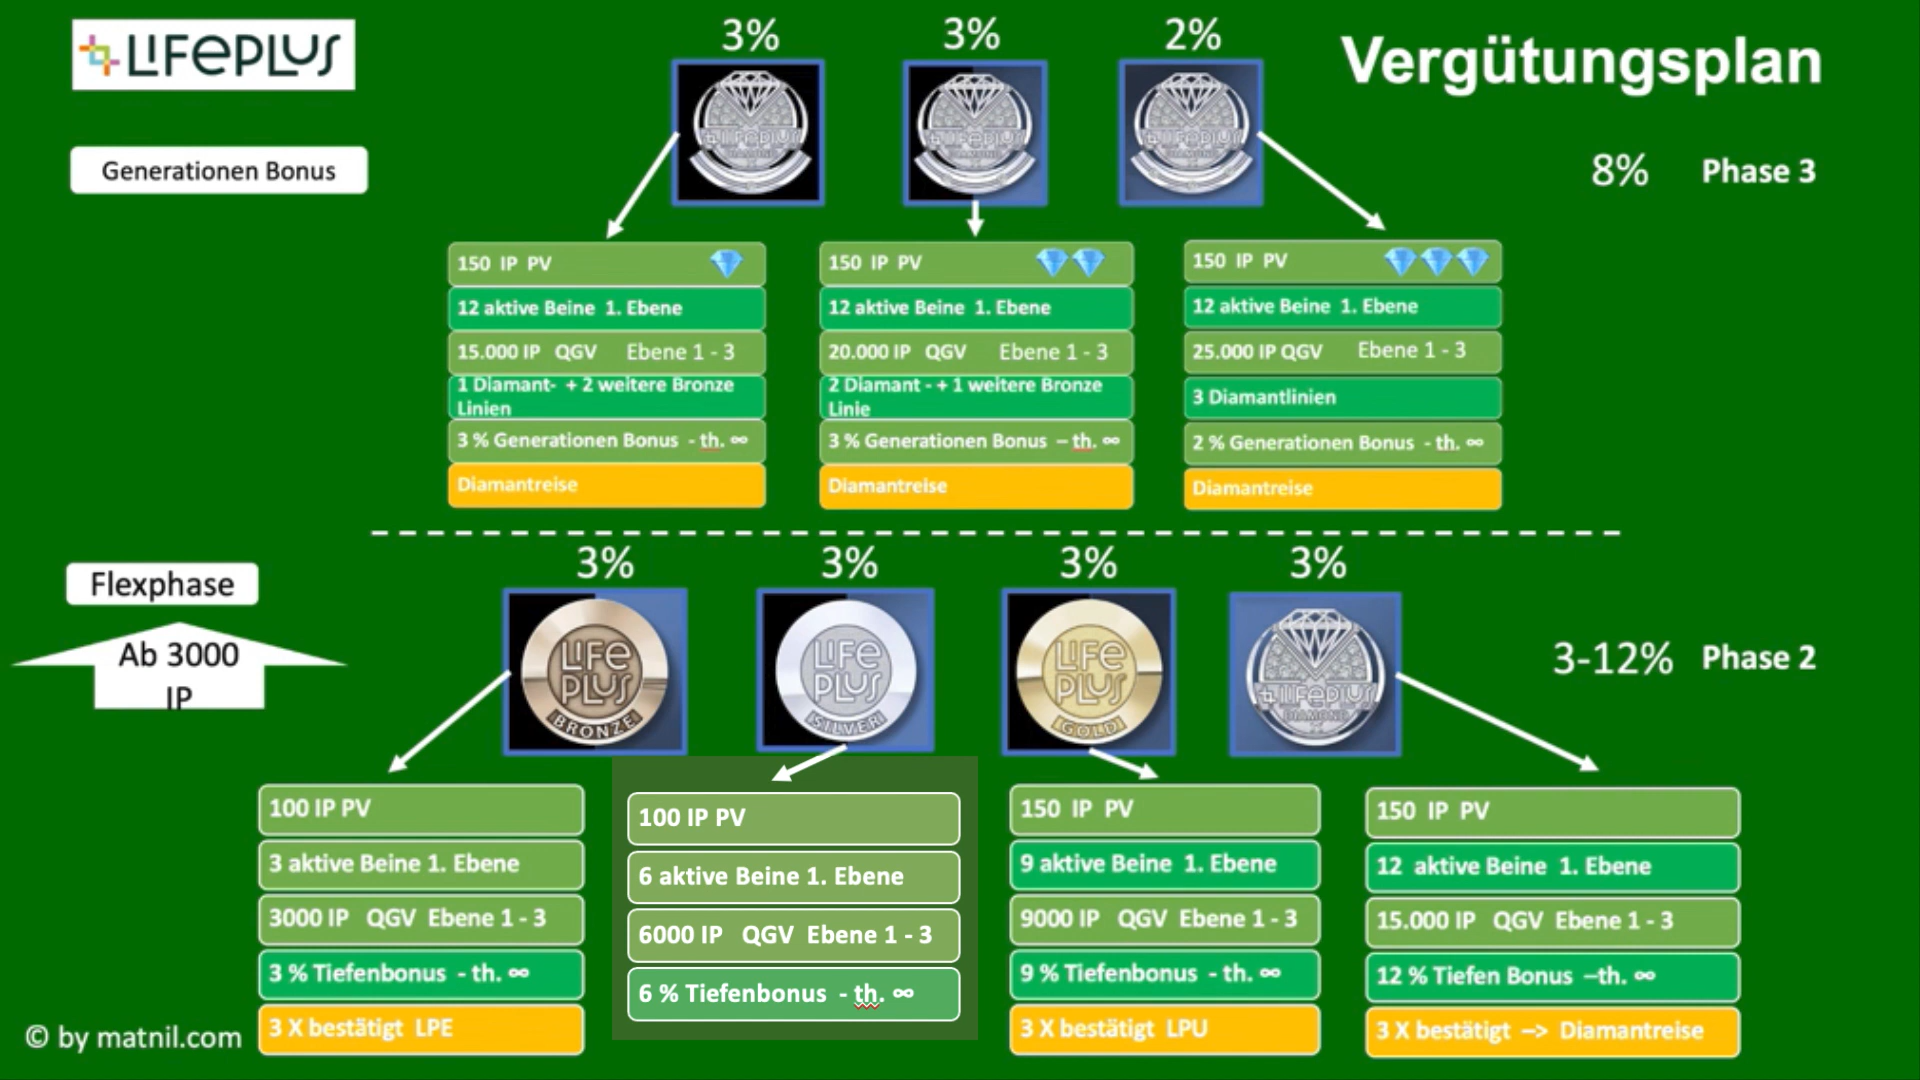 LIFEPLUS
3%
3%
2%
Vergütungsplan
Generationen Bonus
8% Phase 3
LIFEPLUS
DIAMOND
LIFEPLUS
DIAMOND
LIFEPLUS
DIAMOND
150 IP PV
12 aktive Beine 1. Ebene
15.000 IP QGV Ebene 1 - 3
1 Diamant- + 2 weitere Bronze
Linien
3 % Generationen Bonus - th. ∞
Diamantreise
150 IP PV
12 aktive Beine 1. Ebene
20.000 IP QGV Ebene 1 - 3
2 Diamant - + 1 weitere Bronze
Linie
3 % Generationen Bonus – th. ∞
Diamantreise
150 IP PV
12 aktive Beine 1. Ebene
25.000 IP QGV Ebene 1 - 3
3 Diamantlinien
2 % Generationen Bonus - th. ∞
Diamantreise
3%
3%
3%
3%
Flexphase
Ab 3000
IP
LIFE
PLUS
BRONZE
LIFE
PLUS
SILVER
LIFE
PLUS
GOLD
LIFEPLUS
DIAMOND
3-12% Phase 2
100 IP PV
3 aktive Beine 1. Ebene
3000 IP QGV Ebene 1 - 3
3 % Tiefenbonus - th. ∞
3 X bestätigt LPE
100 IP PV
6 aktive Beine 1. Ebene
6000 IP QGV Ebene 1 - 3
6 % Tiefenbonus - th. ∞
150 IP PV
9 aktive Beine 1. Ebene
9000 IP QGV Ebene 1 - 3
9 % Tiefenbonus - th. ∞
3 X bestätigt LPU
150 IP PV
12 aktive Beine 1. Ebene
15.000 IP QGV Ebene 1 - 3
12 % Tiefen Bonus –th. ∞
3 X bestätigt –> Diamantreise
© by matnil.com